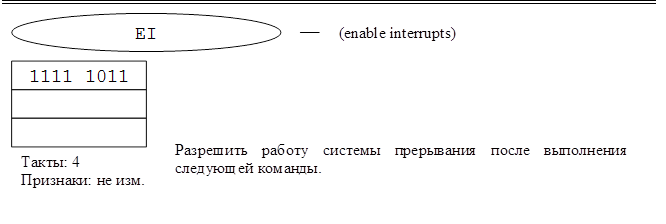 EI — (enable interrupts)
1111 1011
Такты: 4
Признаки: не изм.
Разрешить работу системы прерывания после выполнения
следующей команды.